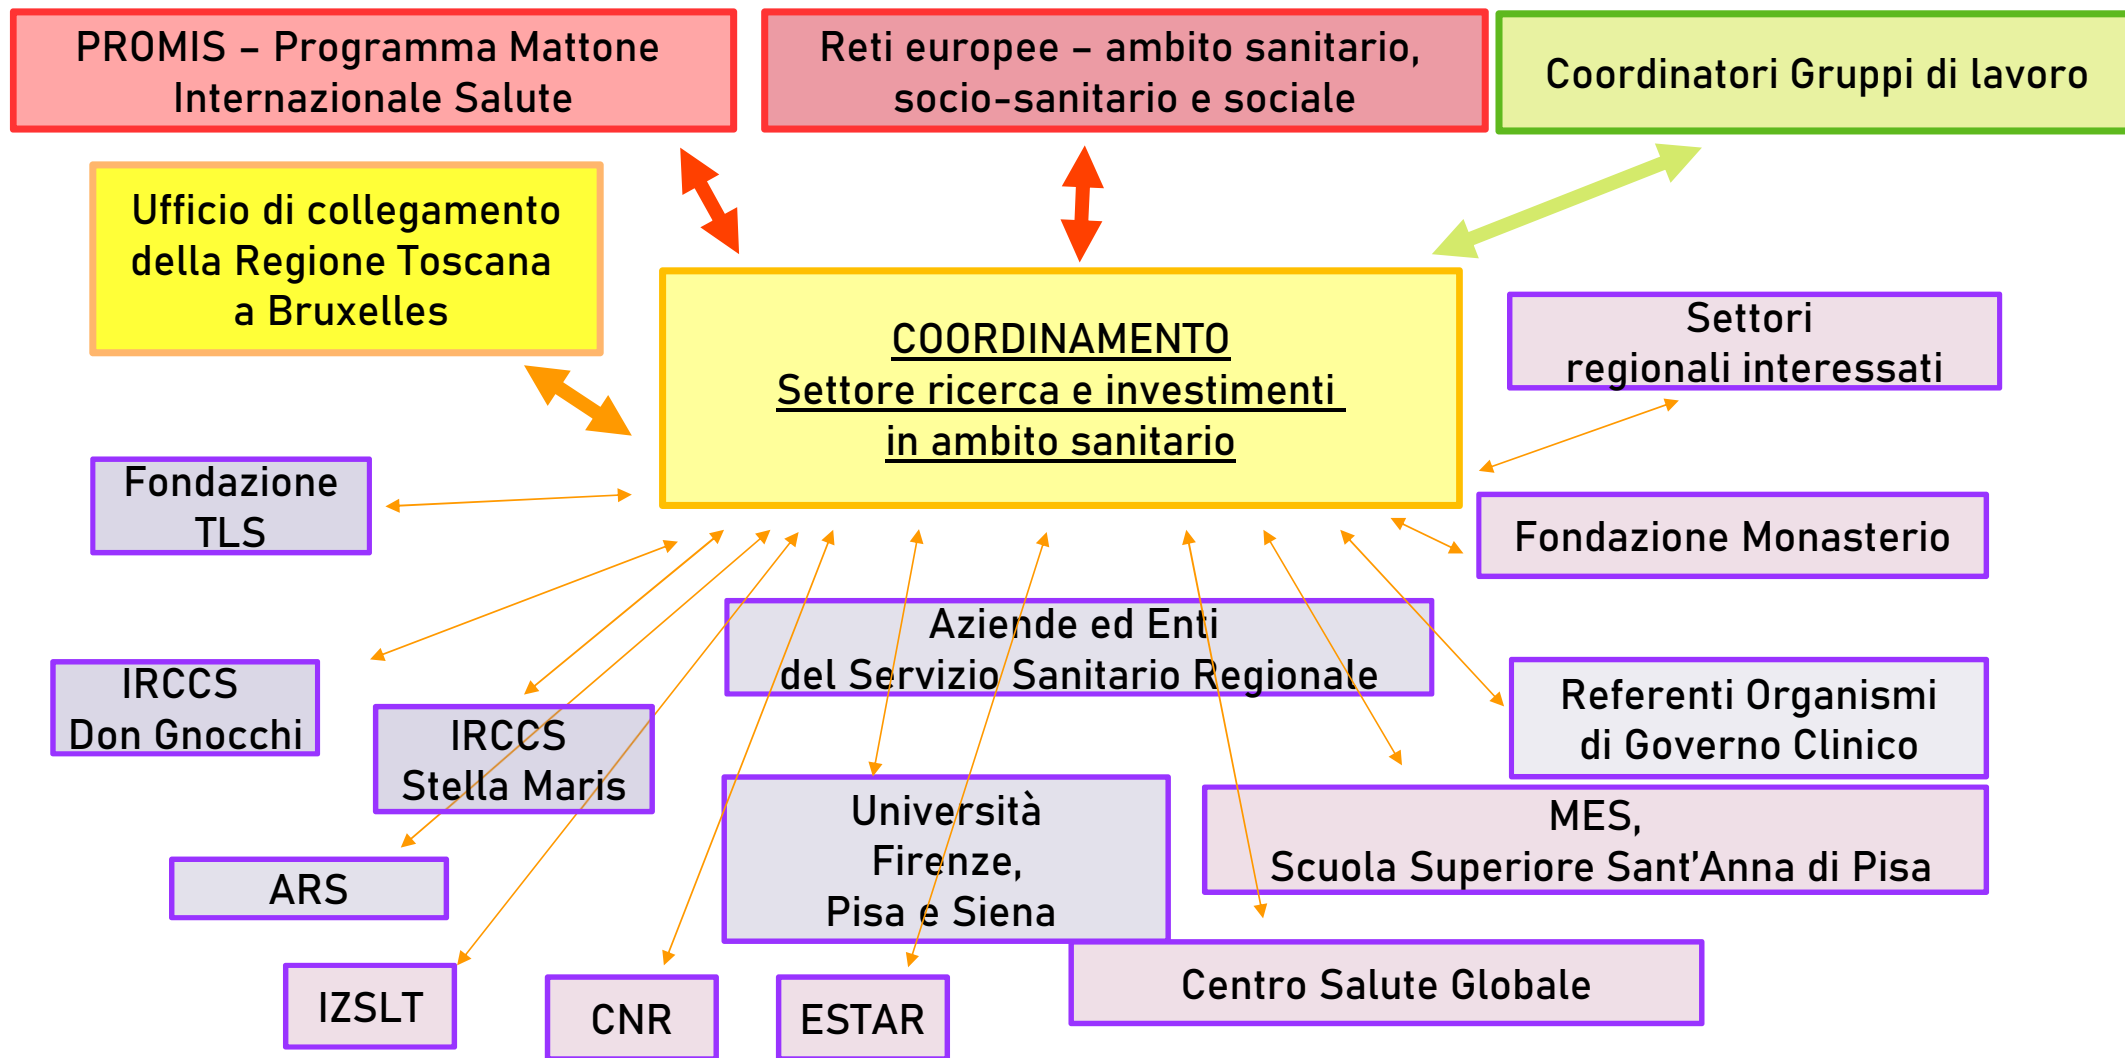 PROMIS – Programma Mattone
Internazionale Salute
Reti europee – ambito sanitario,
socio-sanitario e sociale
Coordinatori Gruppi di lavoro
Ufficio di collegamento
della Regione Toscana
a Bruxelles
COORDINAMENTO
Settore ricerca e investimenti
in ambito sanitario
Settori
regionali interessati
Fondazione
TLS
Fondazione Monasterio
Aziende ed Enti
del Servizio Sanitario Regionale
IRCCS
Don Gnocchi
IRCCS
Stella Maris
Referenti Organismi
di Governo Clinico
Università
Firenze,
Pisa e Siena
MES,
Scuola Superiore Sant’Anna di Pisa
ARS
IZSLT
CNR
ESTAR
Centro Salute Globale